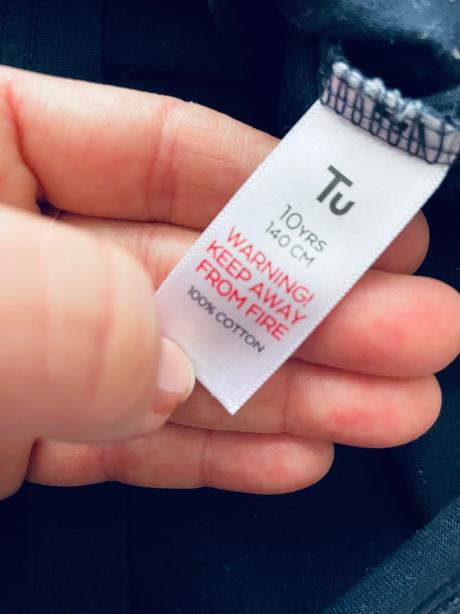 Tu
10YRS
140 CM
WARNING!
KEEP AWAY
FROM FIRE
100% COTTON